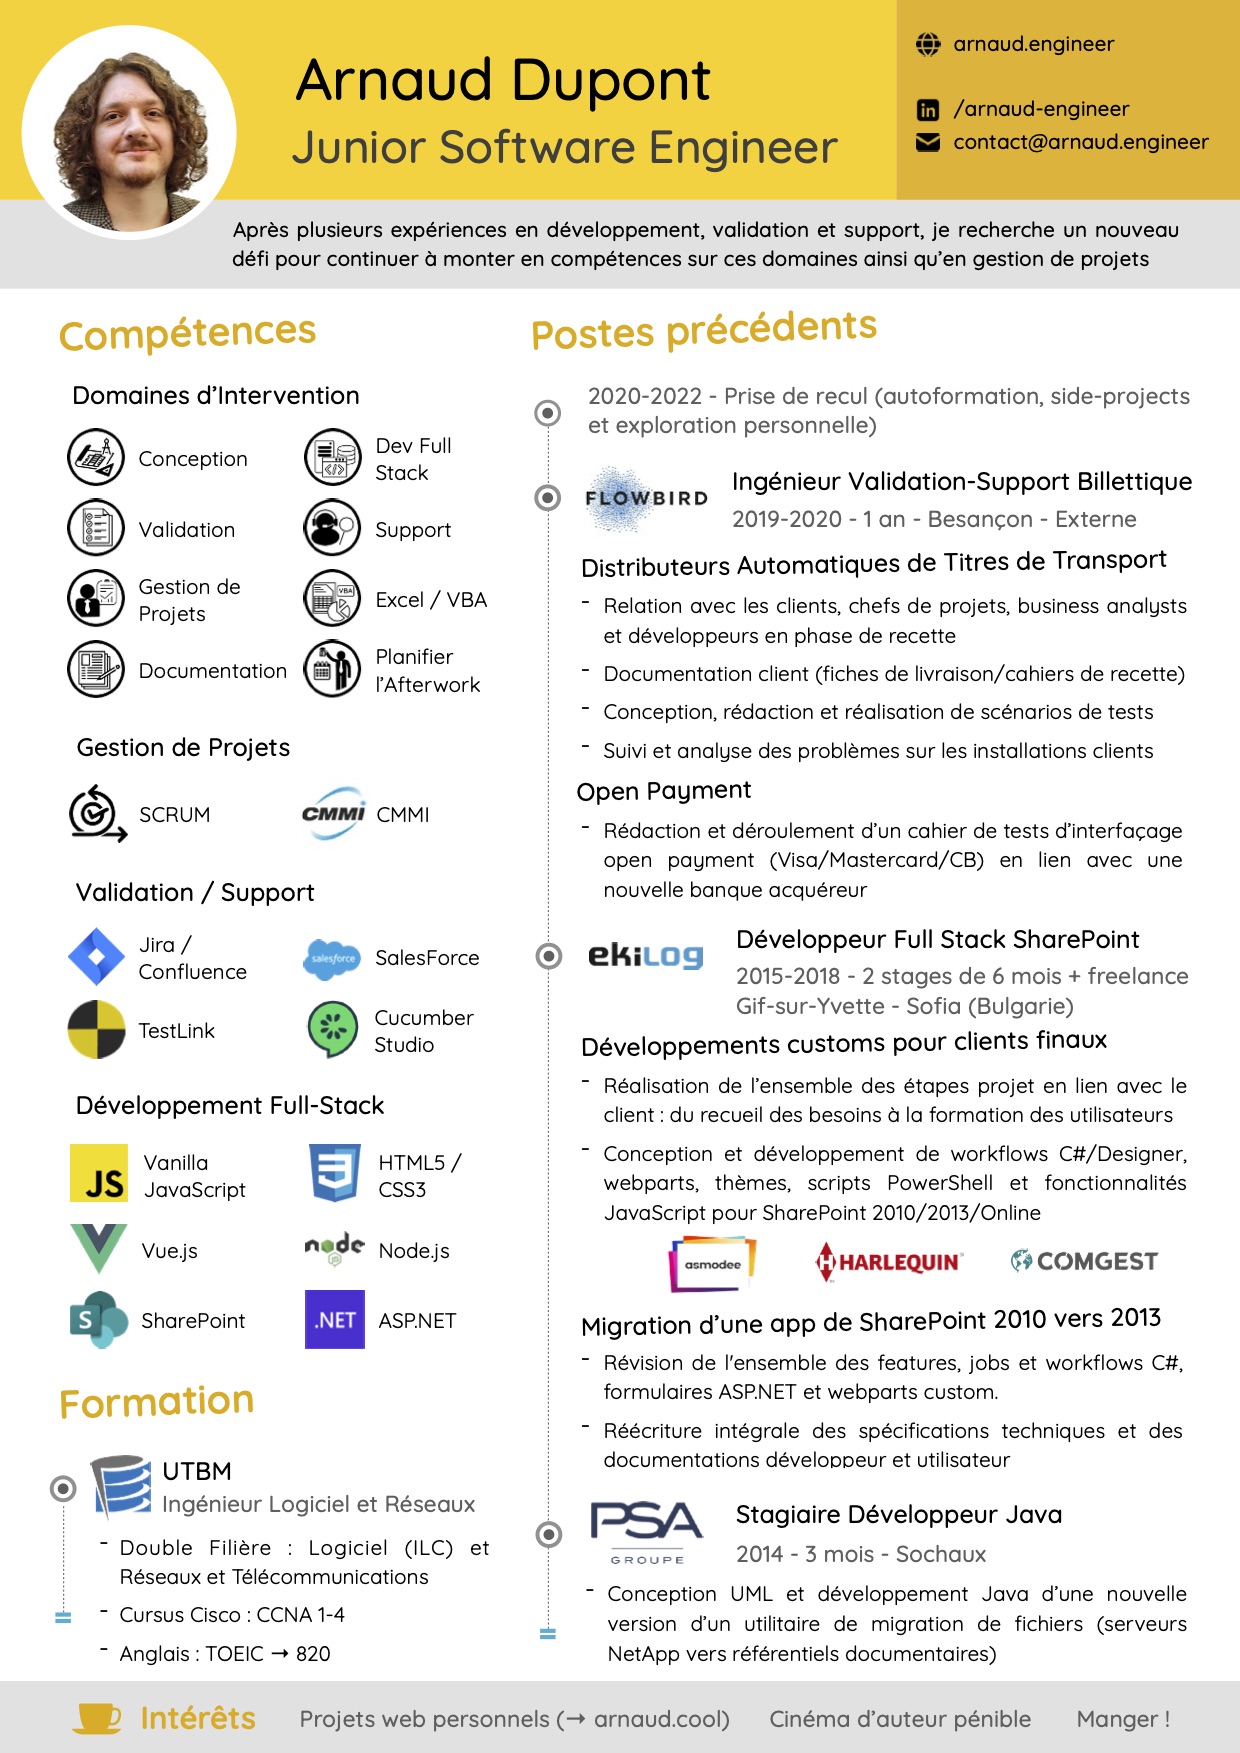 Arnaud Dupont
Junior Software Engineer
arnaud.engineer
/arnaud-engineer
contact@arnaud.engineer
Après plusieurs expériences en développement, validation et support, je recherche un nouveau
défi pour continuer à monter en compétences sur ces domaines ainsi qu'en gestion de projets
Compétences
Domaines d'Intervention
Conception
Dev Full
Stack
Validation
Support
Gestion de
Projets
VBA
Excel / VBA
Documentation
Planifier
l'Afterwork
Gestion de Projets
SCRUM
CMMi
CMMI
Validation / Support
Jira /
Confluence
salesforce
SalesForce
TestLink
Cucumber
Studio
Développement Full-Stack
JS
Vanilla
JavaScript
3
HTML5 /
CSS3
Vue.js
node
JS
Node.js
S
SharePoint
.NET
ASP.NET
Formation
UTBM
Ingénieur Logiciel et Réseaux
- Double Filière : Logiciel (ILC) et
Réseaux et Télécommunications
- Cursus Cisco : CCNA 1-4
- Anglais : TOEIC → 820
Postes précédents
2020-2022 - Prise de recul (autoformation, side-projects
et exploration personnelle)
FLOWBIRD
Ingénieur Validation-Support Billettique
2019-2020 - 1 an - Besançon - Externe
Distributeurs Automatiques de Titres de Transport
- Relation avec les clients, chefs de projets, business analysts
et développeurs en phase de recette
- Documentation client (fiches de livraison/cahiers de recette)
- Conception, rédaction et réalisation de scénarios de tests
- Suivi et analyse des problèmes sur les installations clients
Open Payment
- Rédaction et déroulement d'un cahier de tests d'interfaçage
open payment (Visa/Mastercard/CB) en lien avec une
nouvelle banque acquéreur
ekiLOG
Développeur Full Stack SharePoint
2015-2018 - 2 stages de 6 mois + freelance
Gif-sur-Yvette - Sofia (Bulgarie)
Développements customs pour clients finaux
- Réalisation de l'ensemble des étapes projet en lien avec le
client : du recueil des besoins à la formation des utilisateurs
- Conception et développement de workflows C#/Designer,
webparts, thèmes, scripts PowerShell et fonctionnalités
JavaScript pour SharePoint 2010/2013/Online
asmodee
H HARLEQUIN
COMGEST
Migration d'une app de SharePoint 2010 vers 2013
- Révision de l'ensemble des features, jobs et workflows C#,
formulaires ASP.NET et webparts custom.
- Réécriture intégrale des spécifications techniques et des
documentations développeur et utilisateur
PSA
GROUPE
Stagiaire Développeur Java
2014 - 3 mois - Sochaux
- Conception UML et développement Java d'une nouvelle
version d'un utilitaire de migration de fichiers (serveurs
NetApp vers référentiels documentaires)
Intérêts
Projets web personnels (→ arnaud.cool)
Cinéma d'auteur pénible
Manger !